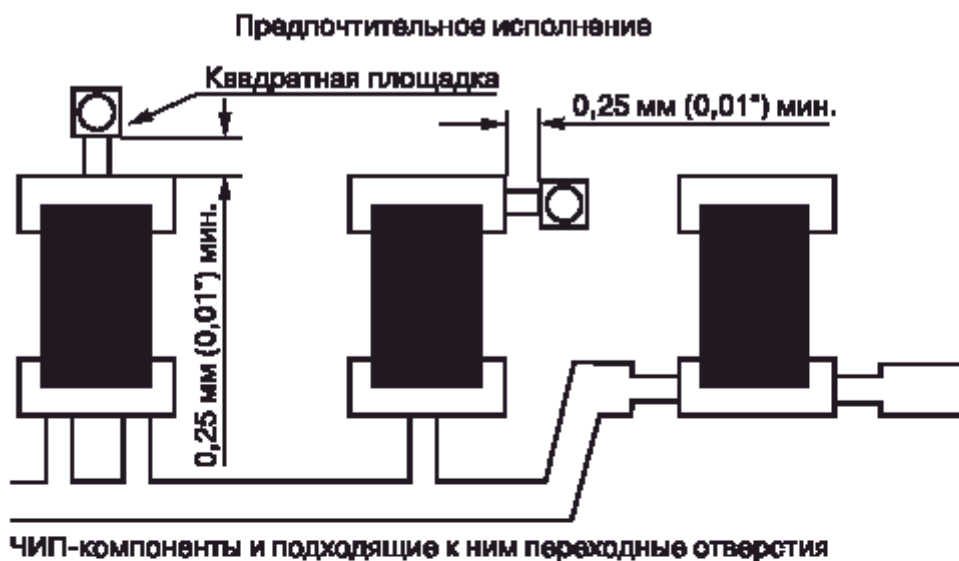 Предпочтительное исполнение
Квадратная площадка
0,25 мм (0,01") мин.
0,25 мм (0,01") мин.
ЧИП-компоненты и подходящие к ним переходные отверстия